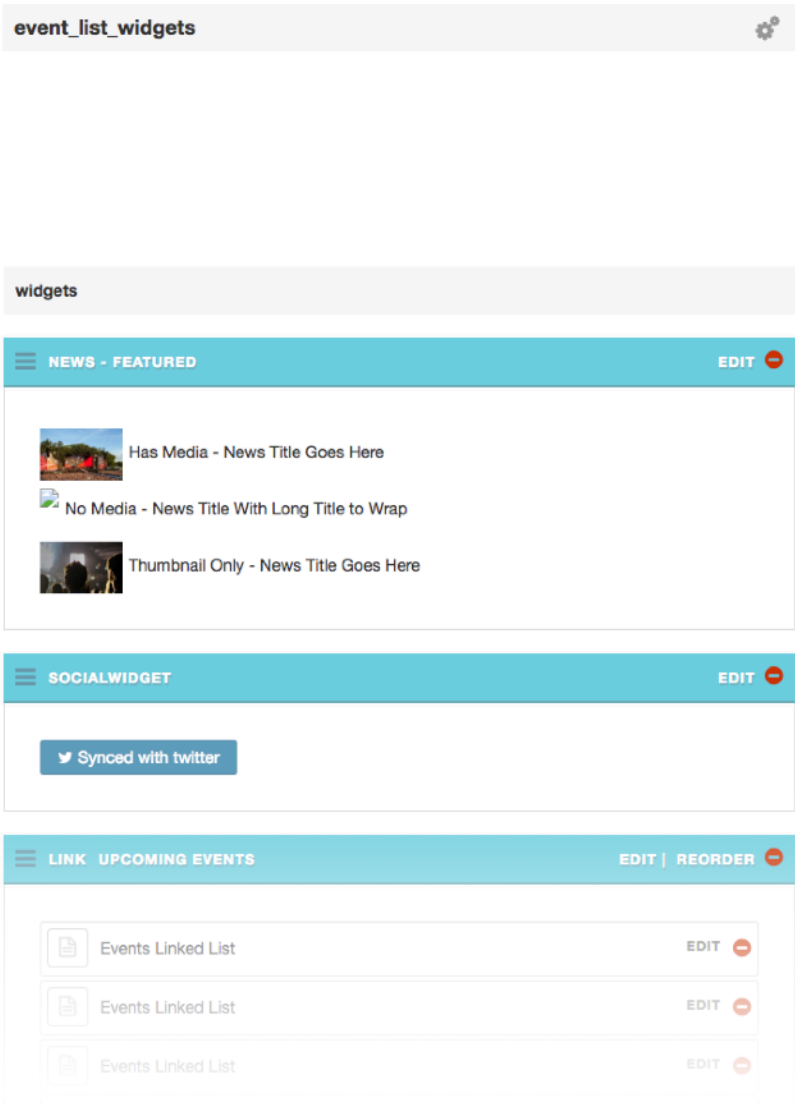 event_list_widgets
widgets
NEWS - FEATURED EDIT
Has Media - News Title Goes Here
No Media - News Title With Long Title to Wrap
Thumbnail Only - News Title Goes Here
SOCIALWIDGET EDIT
Synced with twitter
LINK UPCOMING EVENTS EDIT | REORDER
Events Linked List EDIT
Events Linked List EDIT
Events Linked List EDIT